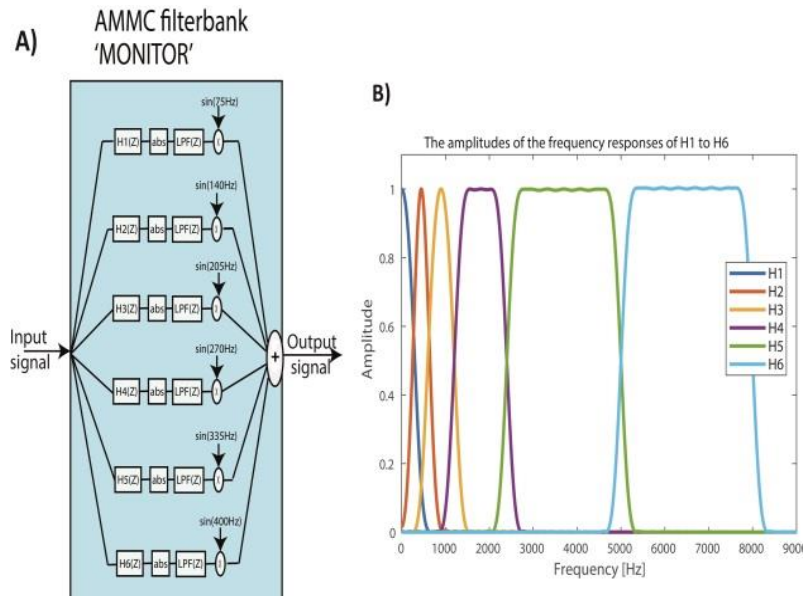 A)
AMMC filterbank
'MONITOR'
sin(75Hz)
H1(Z) abs LPF(Z)
sin(140Hz)
H2(Z) abs LPF(Z)
sin(205Hz)
H3(Z) abs LPF(Z)
Input
signal
+
Output
signal
sin(270Hz)
H4(Z) abs LPF(Z)
sin(335Hz)
H5(Z) abs LPF(Z)
sin(400Hz)
H6(Z) abs LPF(Z)
B)
The amplitudes of the frequency responses of H1 to H6
Amplitude
1
0.8
0.6
0.4
0.2
0
0 1000 2000 3000 4000 5000 6000 7000 8000 9000
Frequency [Hz]
H1
H2
H3
H4
H5
H6